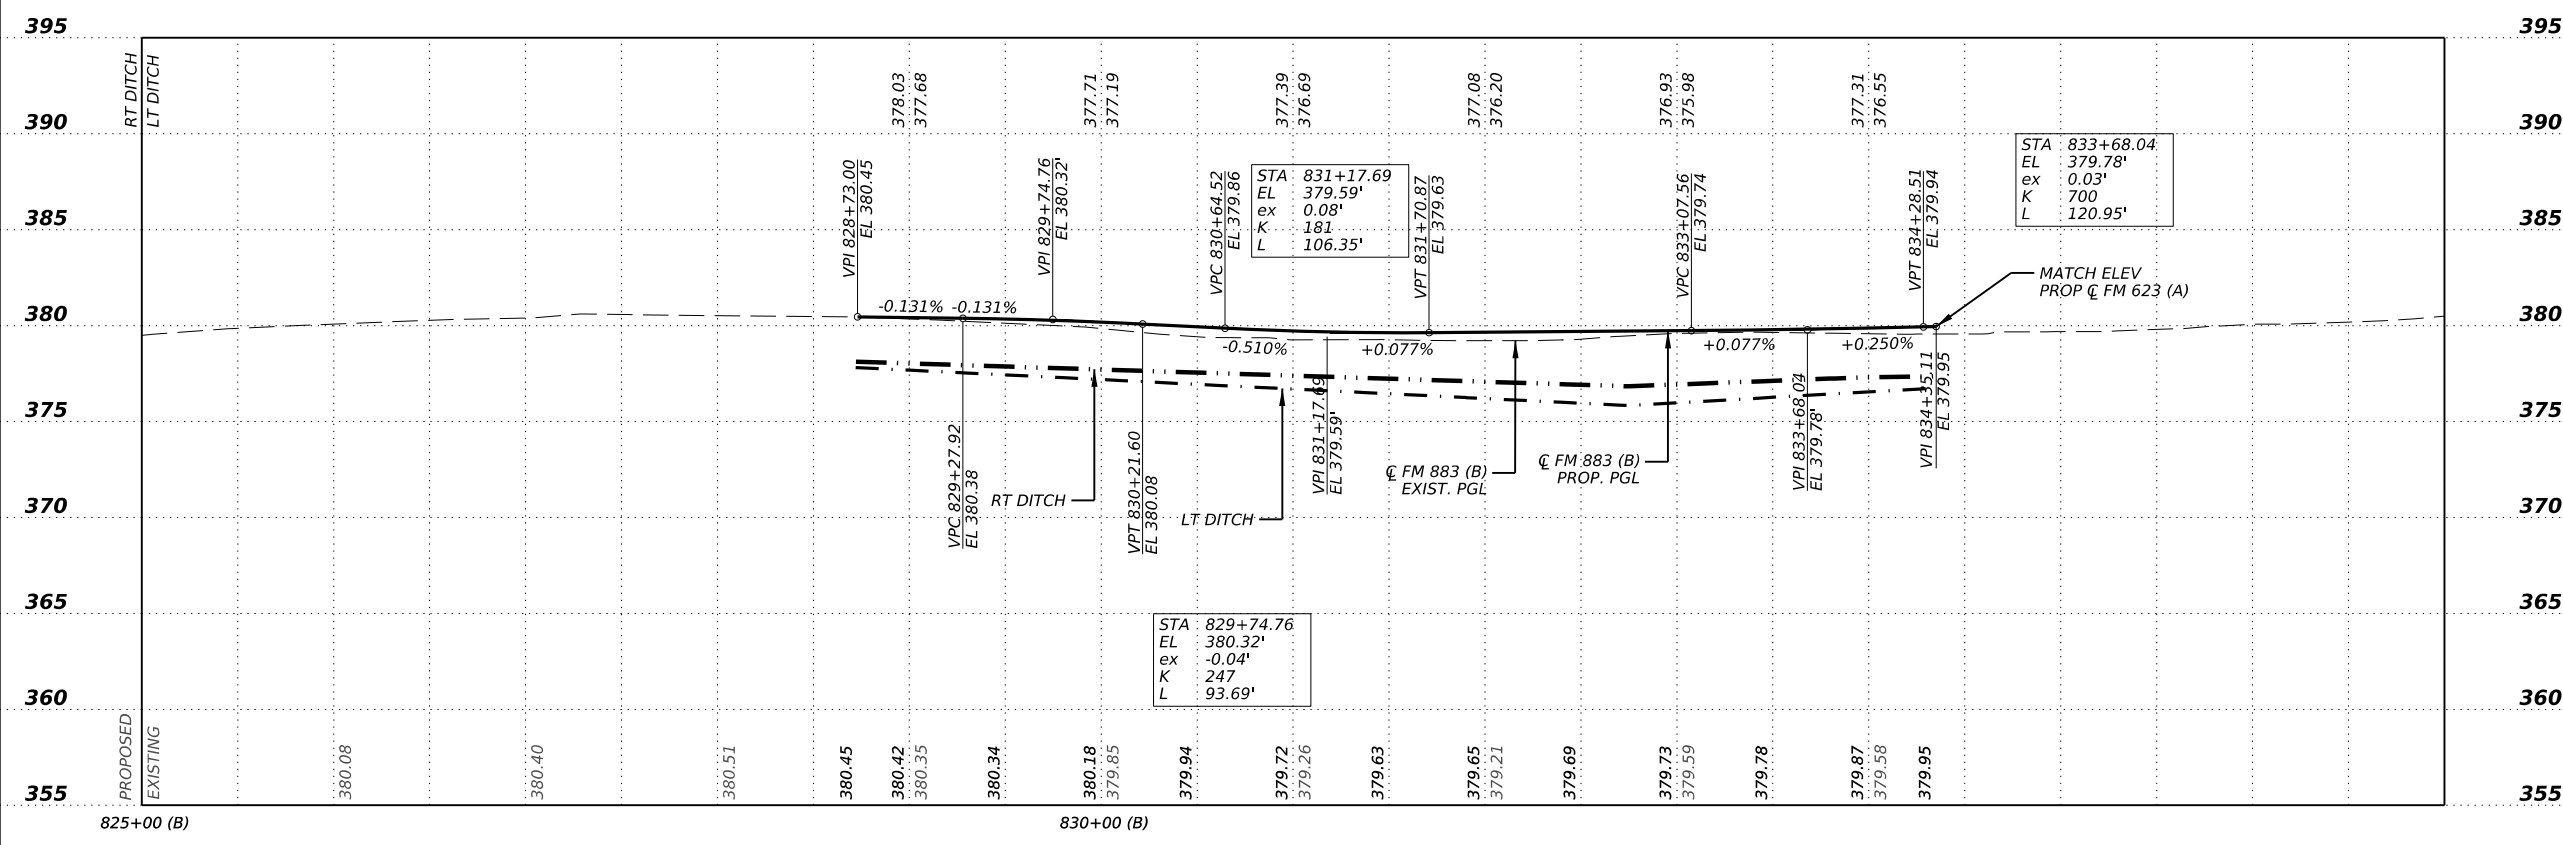 395
395
RT DITCH
LT DITCH
378.03
377.68
377.71
377.19
377.39
376.69
377.08
376.20
376.93
375.98
377.31
376.55
390
390
VPI 828+73.00
EL 380.45
VPI 829+74.76
EL 380.32'
VPC 830+64.52
EL 379.86
STA 831+17.69
EL 379.59'
ex 0.08'
K 181
L 106.35'
VPT 831+70.87
EL 379.63
VPC 833+07.56
EL 379.74
VPT 834+28.51
EL 379.94
STA 833+68.04
EL 379.78'
ex 0.03'
K 700
L 120.95'
385
385
MATCH ELEV
PROP ℄ FM 623 (A)
380
380
-0.131%
-0.131%
-0.510%
+0.077%
+0.077%
+0.250%
375
375
VPC 829+27.92
EL 380.38
RT DITCH
VPT 830+21.60
EL 380.08
LT DITCH
VPI 831+17.69
EL 379.59'
℄ FM 883 (B)
EXIST. PGL
℄ FM 883 (B)
PROP. PGL
VPI 833+68.04
EL 379.78'
VPI 834+35.11
EL 379.95
370
370
365
365
STA 829+74.76
EL 380.32'
ex -0.04'
K 247
L 93.69'
360
360
PROPOSED
EXISTING
380.08
380.40
380.51
380.45
380.42
380.35
380.34
380.18
379.85
379.94
379.72
379.26
379.63
379.65
379.21
379.69
379.73
379.59
379.78
379.87
379.58
379.95
355
355
825+00 (B)
830+00 (B)